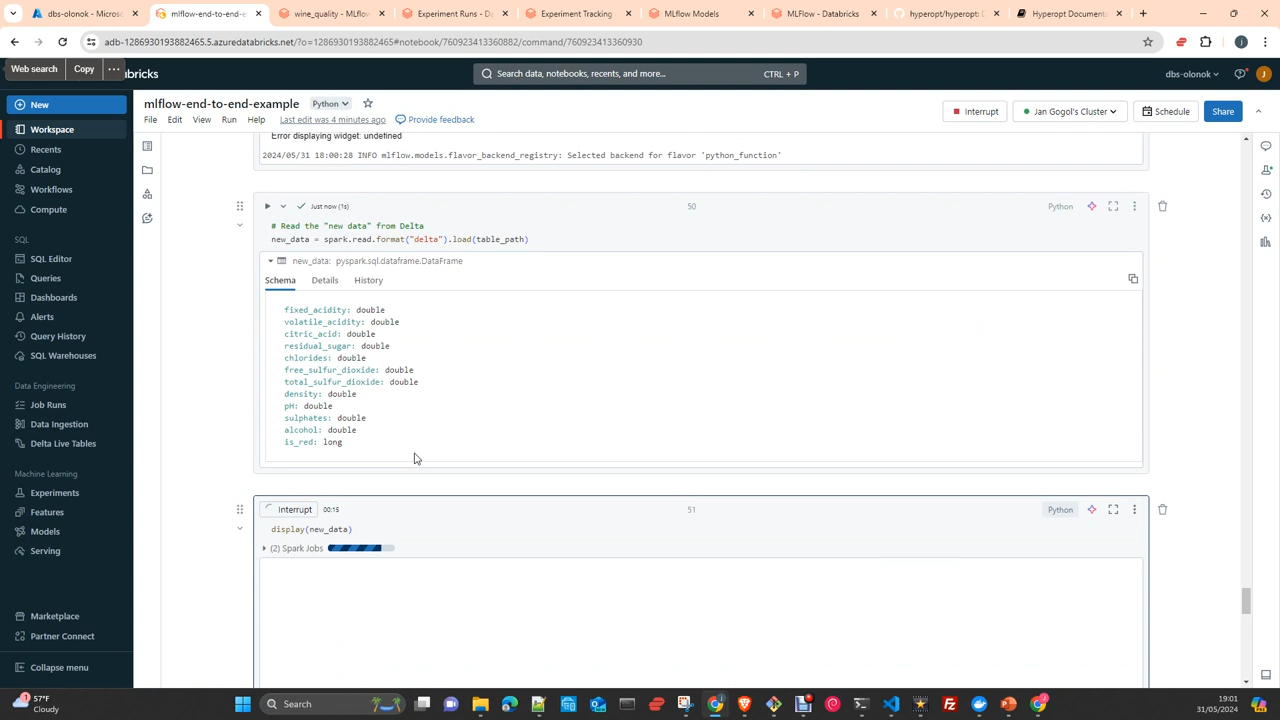 dbs-olonok - Microso
mlflow-end-to-end-e
wine_quality - MLflow
Experiment Runs - Da
Experiment Tracking
MLflow Models
MLFlow - Databricks
hyperopt/hyperopt: D
Hyperopt Documenta
adb-1286930193882465.5.azuredatabricks.net/?o=1286930193882465#notebook/760923413360882/command/760923413360930
Web search
Copy
bricks
Search data, notebooks, recents, and more...
CTRL + P
dbs-olonok
J
New
Workspace
Recents
Catalog
Workflows
Compute
SQL
SQL Editor
Queries
Dashboards
Alerts
Query History
SQL Warehouses
Data Engineering
Job Runs
Data Ingestion
Delta Live Tables
Machine Learning
Experiments
Features
Models
Serving
Marketplace
Partner Connect
Collapse menu
mlflow-end-to-end-example
Python
File Edit View Run Help
Last edit was 4 minutes ago
Provide feedback
Interrupt
Jan Gogol's Cluster
Schedule
Share
Error displaying widget: undefined
2024/05/31 18:00:28 INFO mlflow.models.flavor_backend_registry: Selected backend for flavor 'python_function'
Just now (1s)
50
Python
# Read the "new data" from Delta
new_data = spark.read.format("delta").load(table_path)
new_data: pyspark.sql.dataframe.DataFrame
Schema Details History
fixed_acidity: double
volatile_acidity: double
citric_acid: double
residual_sugar: double
chlorides: double
free_sulfur_dioxide: double
total_sulfur_dioxide: double
density: double
pH: double
sulphates: double
alcohol: double
is_red: long
Interrupt 00:15
51
Python
display(new_data)
(2) Spark Jobs
57°F
Cloudy
Search
19:01
31/05/2024